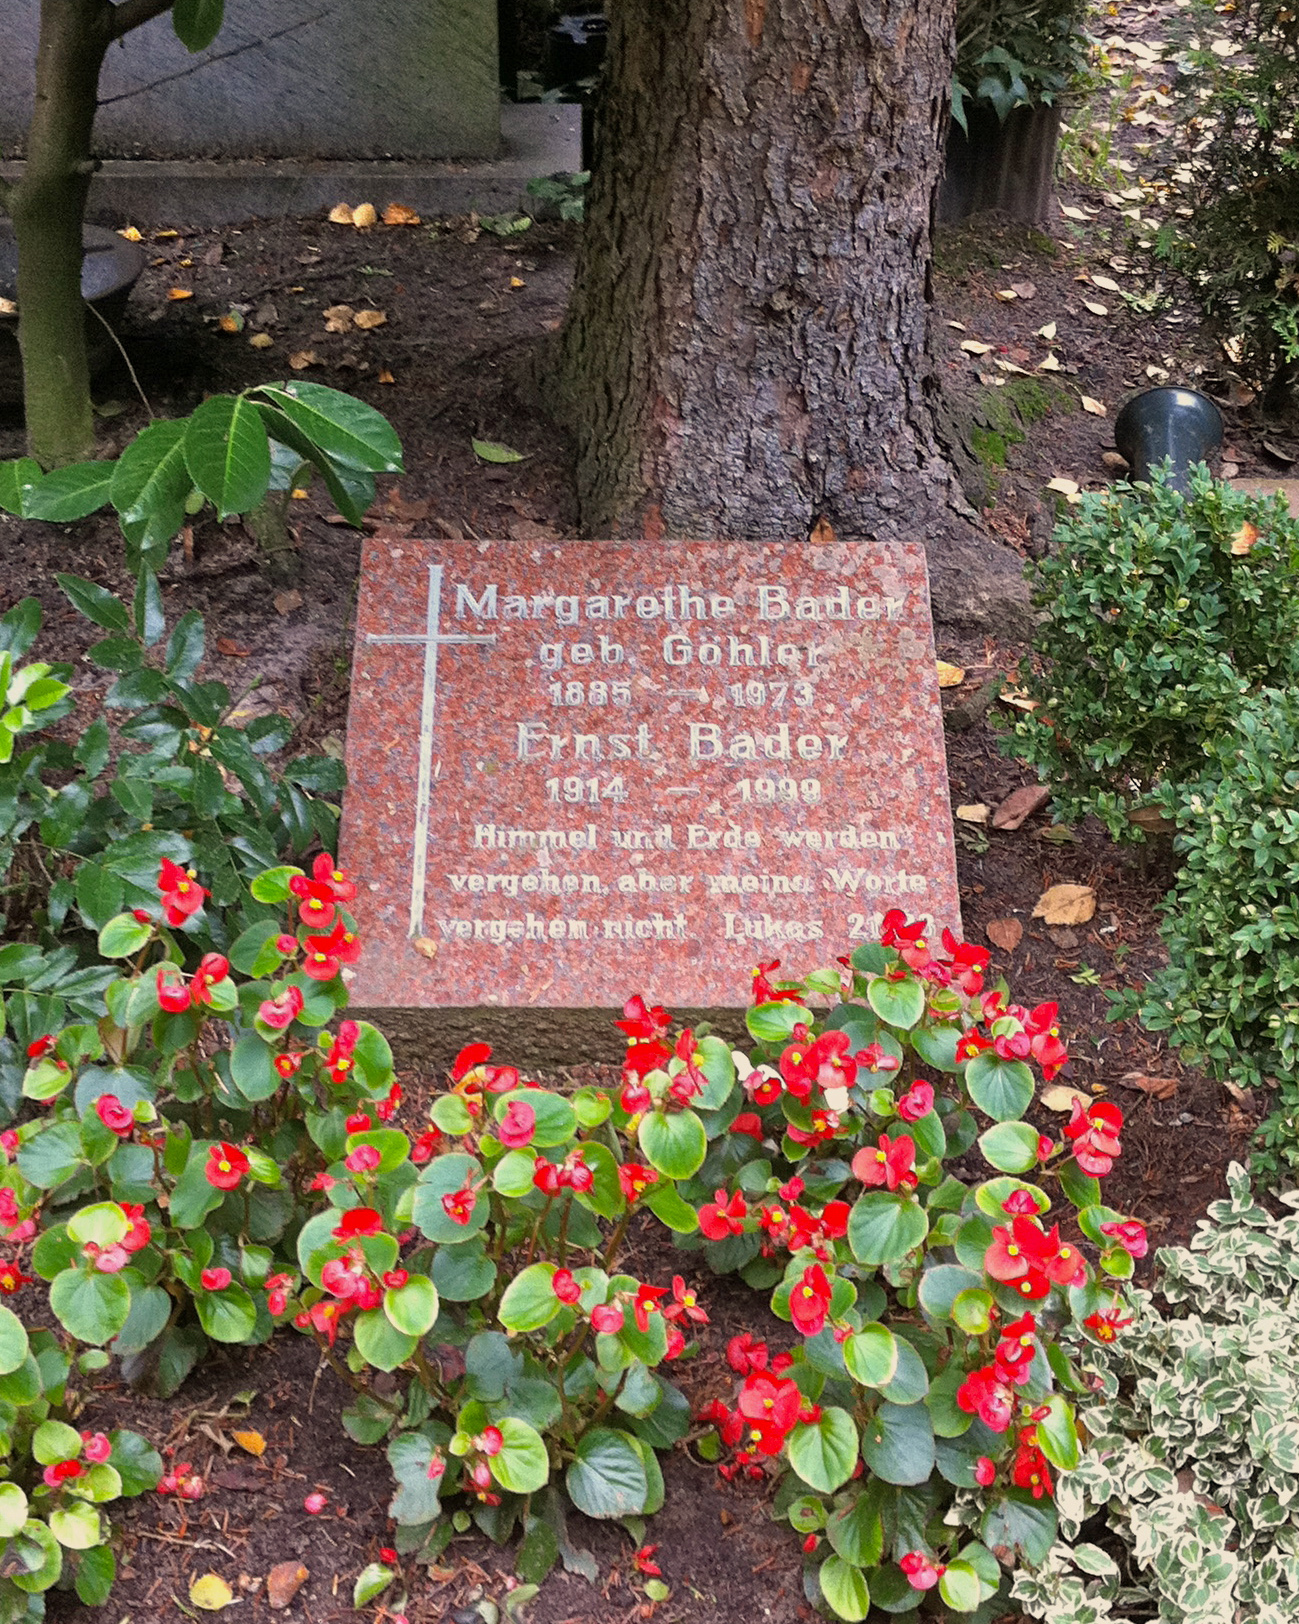 Margarethe Bader
geb. Göhler
1885 — 1973
Ernst Bader
1914 — 1999
Himmel und Erde werden
vergehen, aber meine Worte
vergehen nicht. Lukas